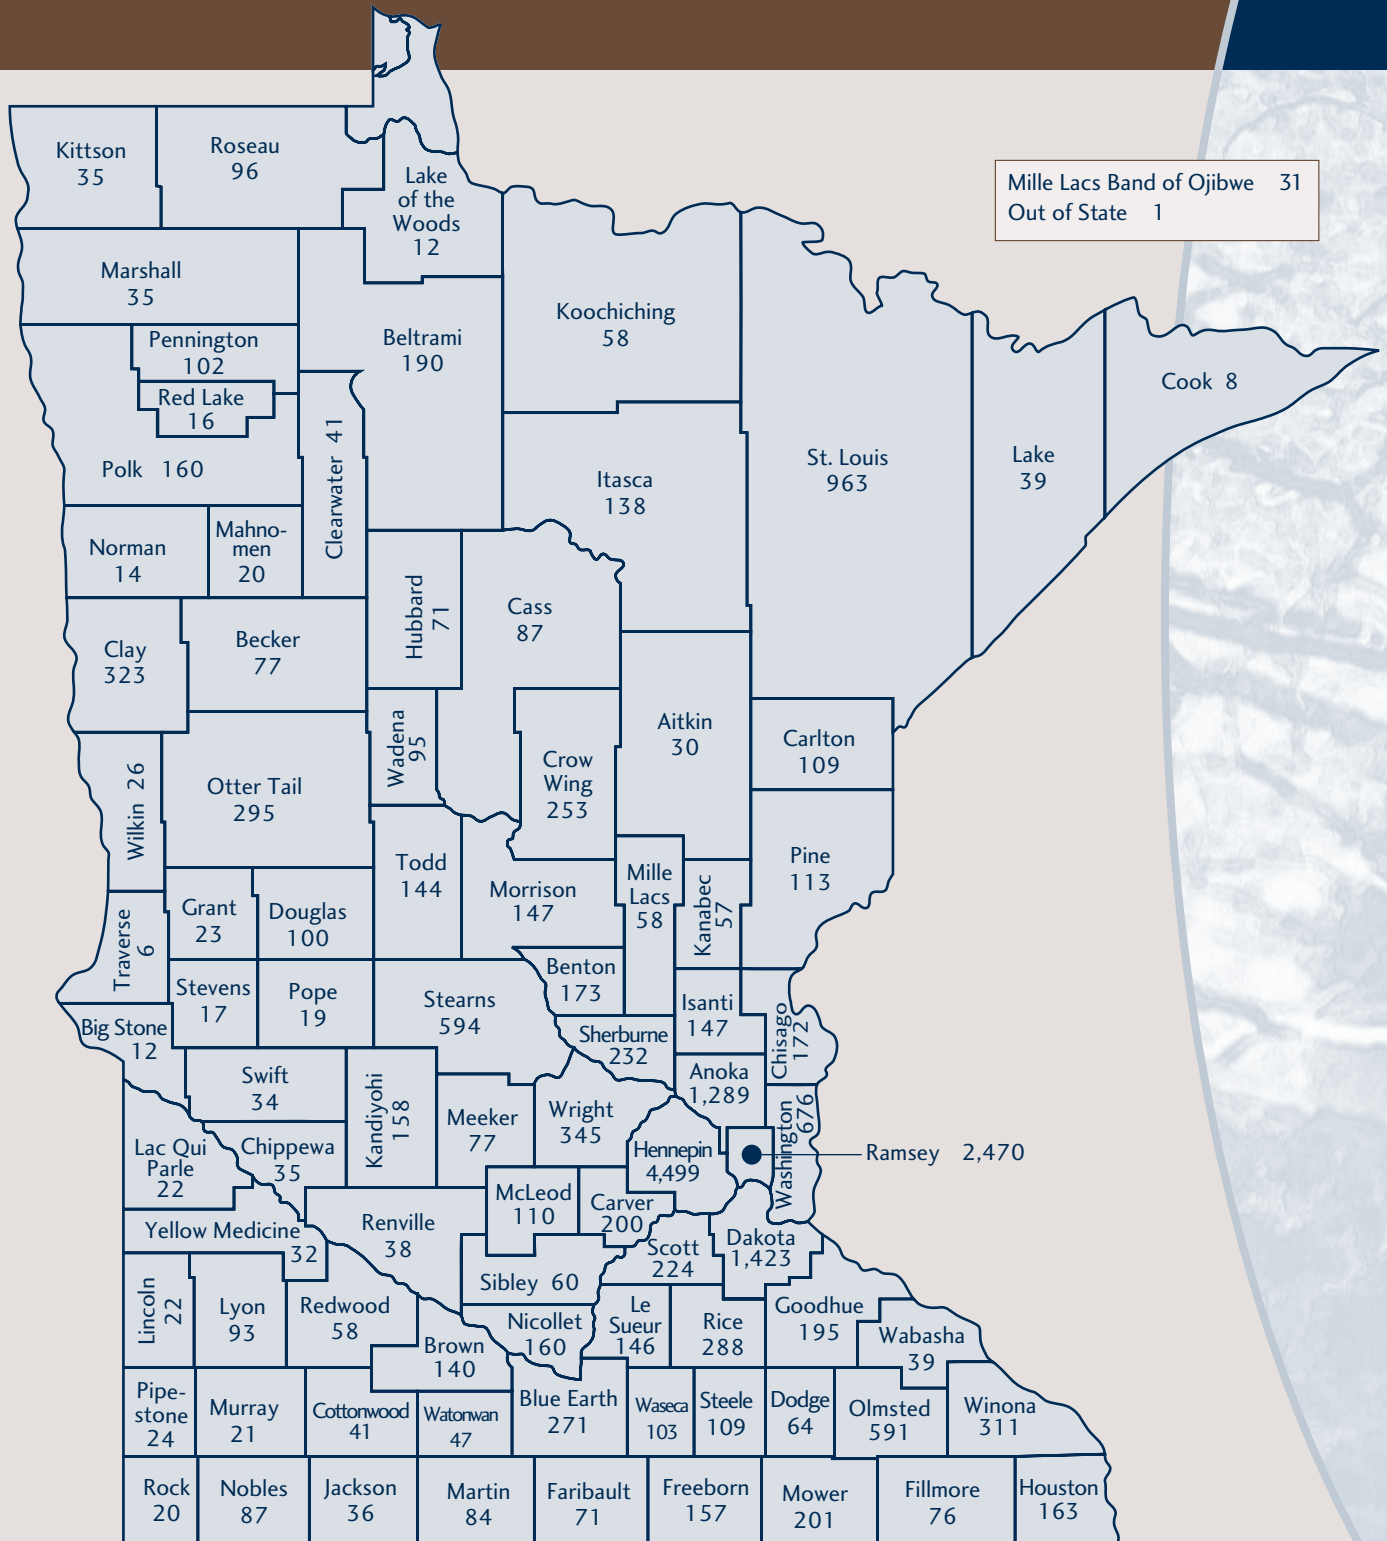 Kittson
35
Roseau
96
Lake
of the
Woods
12
Mille Lacs Band of Ojibwe 31
Out of State 1
Marshall
35
Koochiching
58
Beltrami
190
Pennington
102
Red Lake
16
Cook 8
Clearwater 41
Polk 160
St. Louis
963
Lake
39
Itasca
138
Norman
14
Mahno-
men
20
Hubbard
71
Cass
87
Clay
323
Becker
77
Wadena
95
Aitkin
30
Carlton
109
Wilkin 26
Otter Tail
295
Crow
Wing
253
Todd
144
Morrison
147
Mille
Lacs
58
Kanabec
57
Pine
113
Traverse
6
Grant
23
Douglas
100
Benton
173
Stevens
17
Pope
19
Stearns
594
Isanti
147
Chisago
172
Big Stone
12
Sherburne
232
Swift
34
Kandiyohi
158
Anoka
1,289
Meeker
77
Wright
345
Washington
676
Lac Qui
Parle
22
Chippewa
35
Hennepin
4,499
Ramsey 2,470
McLeod
110
Carver
200
Yellow Medicine
32
Renville
38
Scott
224
Dakota
1,423
Sibley 60
Lincoln
22
Lyon
93
Redwood
58
Nicollet
160
Le
Sueur
146
Rice
288
Goodhue
195
Wabasha
39
Brown
140
Pipe-
stone
24
Murray
21
Cottonwood
41
Watonwan
47
Blue Earth
271
Waseca
103
Steele
109
Dodge
64
Olmsted
591
Winona
311
Rock
20
Nobles
87
Jackson
36
Martin
84
Faribault
71
Freeborn
157
Mower
201
Fillmore
76
Houston
163